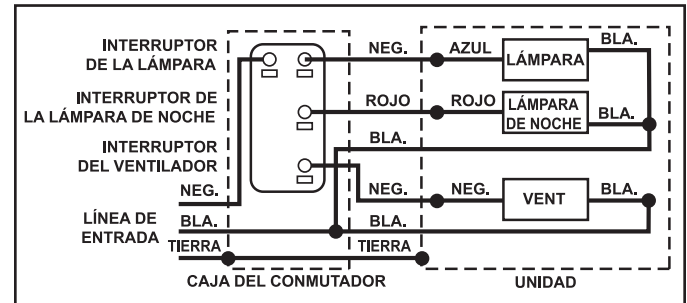 INTERRUPTOR
DE LA LÁMPARA
NEG.
AZUL
LÁMPARA
BLA.
INTERRUPTOR DE
LA LÁMPARA DE NOCHE
ROJO
ROJO
LÁMPARA
DE NOCHE
BLA.
BLA.
INTERRUPTOR
DEL VENTILADOR
NEG.
NEG.
NEG.
VENT
BLA.
LÍNEA DE
ENTRADA
BLA.
BLA.
TIERRA
TIERRA
CAJA DEL CONMUTADOR
UNIDAD